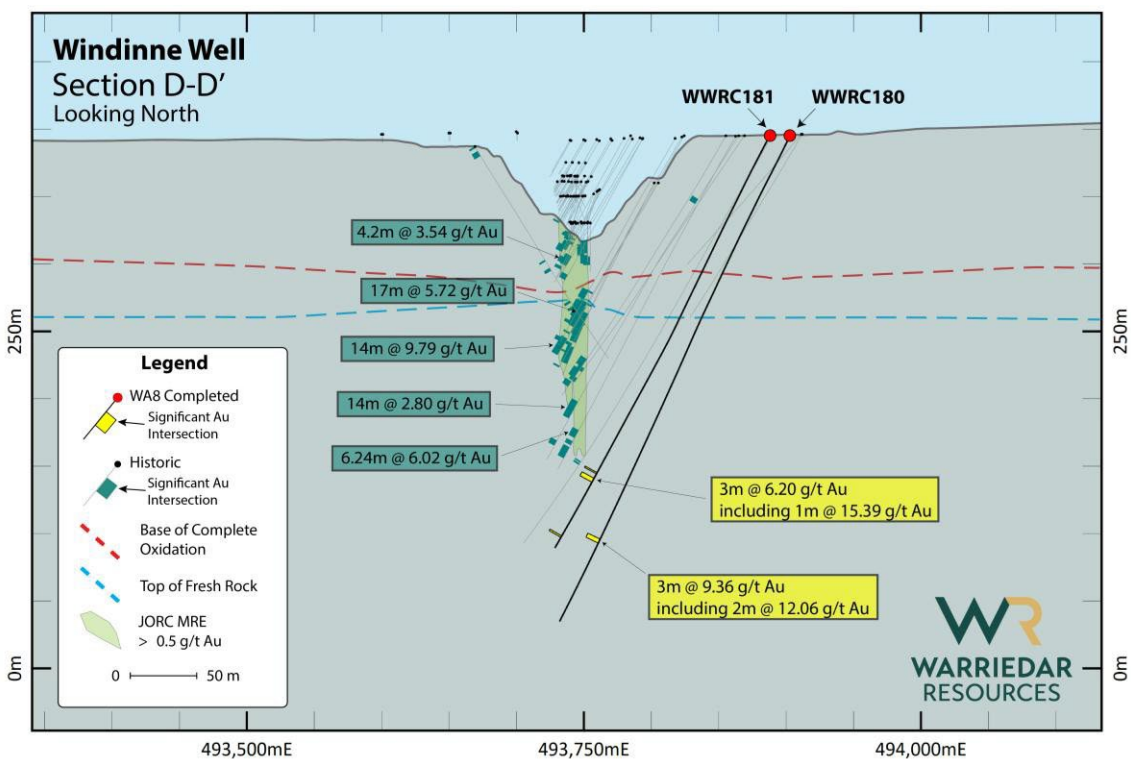 Windinne Well
Section D-D’
Looking North
WWRC181
WWRC180
4.2m @ 3.54 g/t Au
17m @ 5.72 g/t Au
14m @ 9.79 g/t Au
14m @ 2.80 g/t Au
6.24m @ 6.02 g/t Au
3m @ 6.20 g/t Au
including 1m @ 15.39 g/t Au
3m @ 9.36 g/t Au
including 2m @ 12.06 g/t Au
250m
0m
250m
0m
Legend
WA8 Completed
Significant Au
Intersection
Historic
Significant Au
Intersection
Base of Complete
Oxidation
Top of Fresh Rock
JORC MRE
> 0.5 g/t Au
0
50 m
WR
WARRIEDAR
RESOURCES
493,500mE
493,750mE
494,000mE